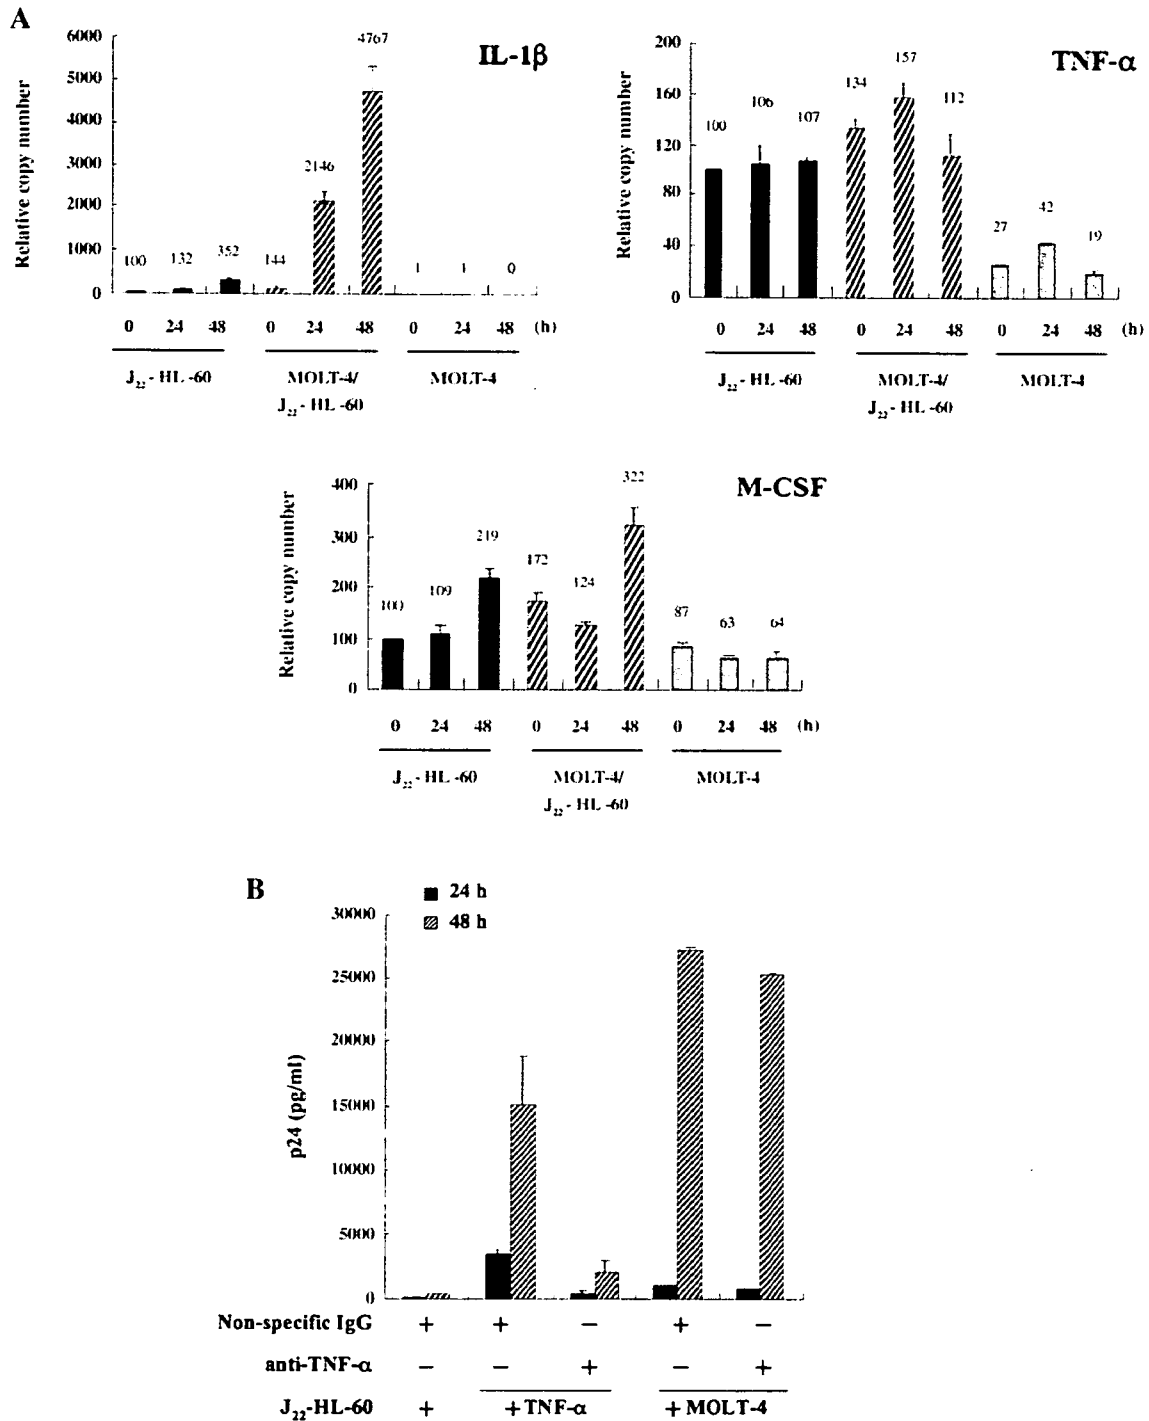 A
IL-1β
Relative copy number
6000
5000
4000
3000
2000
1000
0
100 132 352 144 2146 4767 1 1 0
0 24 48 0 24 48 0 24 48 (h)
J22- HL -60 MOLT-4/ MOLT-4
J22- HL -60
TNF-α
Relative copy number
200
160
120
80
40
0
100 106 107 134 157 112 27 42 19
0 24 48 0 24 48 0 24 48 (h)
J22- HL -60 MOLT-4/ MOLT-4
J22- HL -60
M-CSF
Relative copy number
400
300
200
100
0
100 109 219 172 124 322 87 63 64
0 24 48 0 24 48 0 24 48 (h)
J22- HL -60 MOLT-4/ MOLT-4
J22- HL -60
B
24 h
48 h
p24 (pg/ml)
30000
25000
20000
15000
10000
5000
0
Non-specific IgG + + − + −
anti-TNF-α − − + − +
J22-HL-60 + +TNF-α +MOLT-4